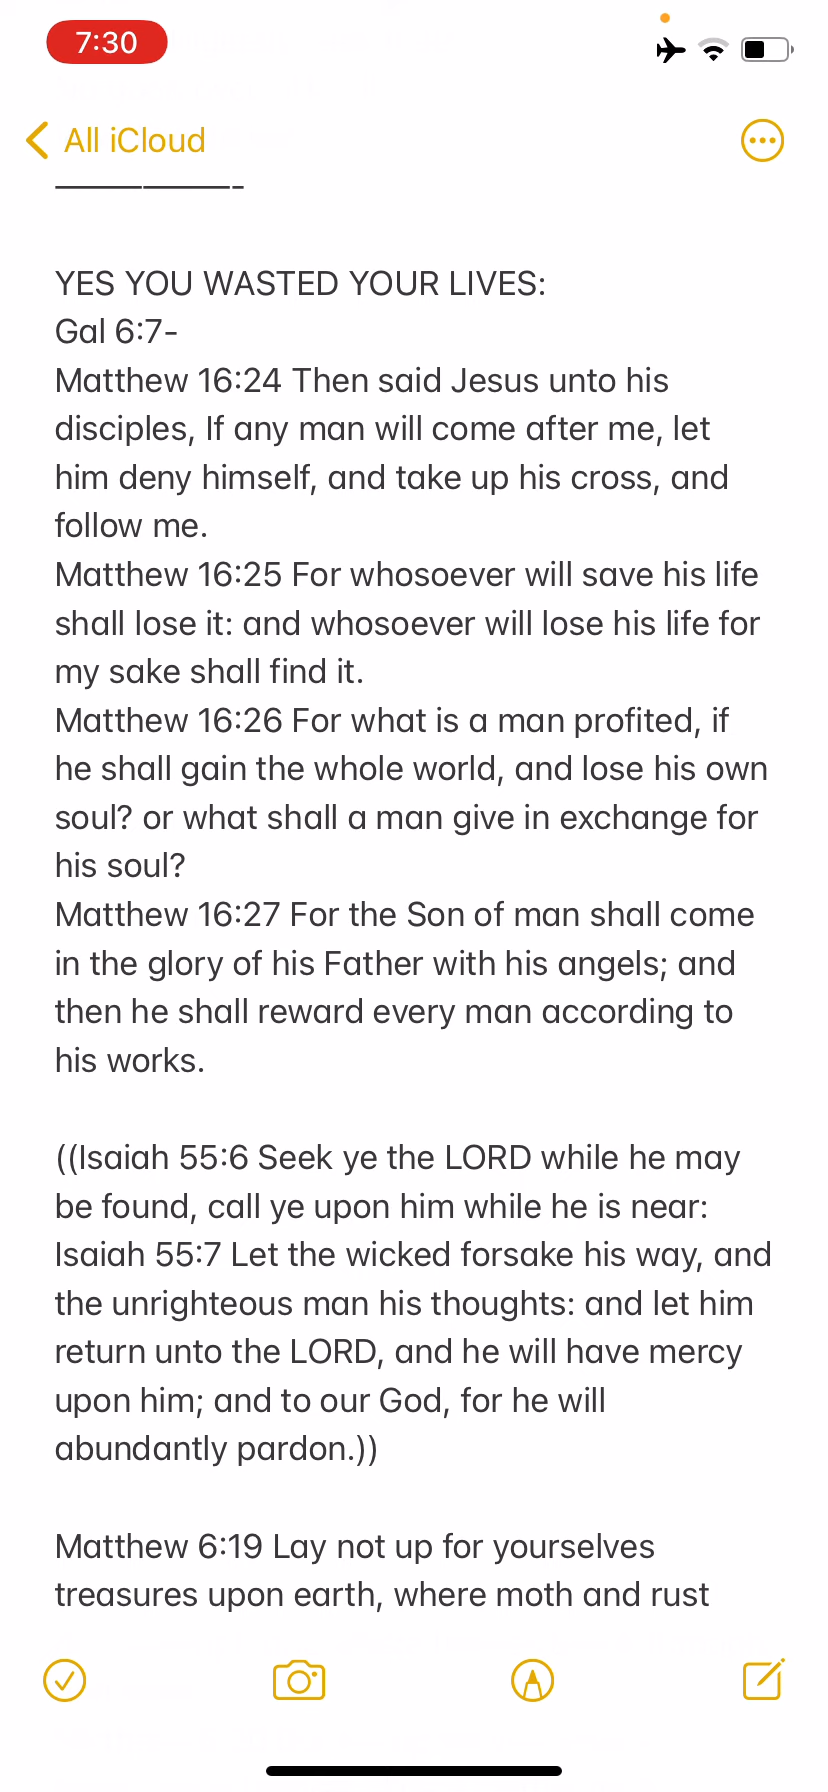 7:30
All iCloud
YES YOU WASTED YOUR LIVES:
Gal 6:7-
Matthew 16:24 Then said Jesus unto his
disciples, If any man will come after me, let
him deny himself, and take up his cross, and
follow me.
Matthew 16:25 For whosoever will save his life
shall lose it: and whosoever will lose his life for
my sake shall find it.
Matthew 16:26 For what is a man profited, if
he shall gain the whole world, and lose his own
soul? or what shall a man give in exchange for
his soul?
Matthew 16:27 For the Son of man shall come
in the glory of his Father with his angels; and
then he shall reward every man according to
his works.
((Isaiah 55:6 Seek ye the LORD while he may
be found, call ye upon him while he is near:
Isaiah 55:7 Let the wicked forsake his way, and
the unrighteous man his thoughts: and let him
return unto the LORD, and he will have mercy
upon him; and to our God, for he will
abundantly pardon.))
Matthew 6:19 Lay not up for yourselves
treasures upon earth, where moth and rust